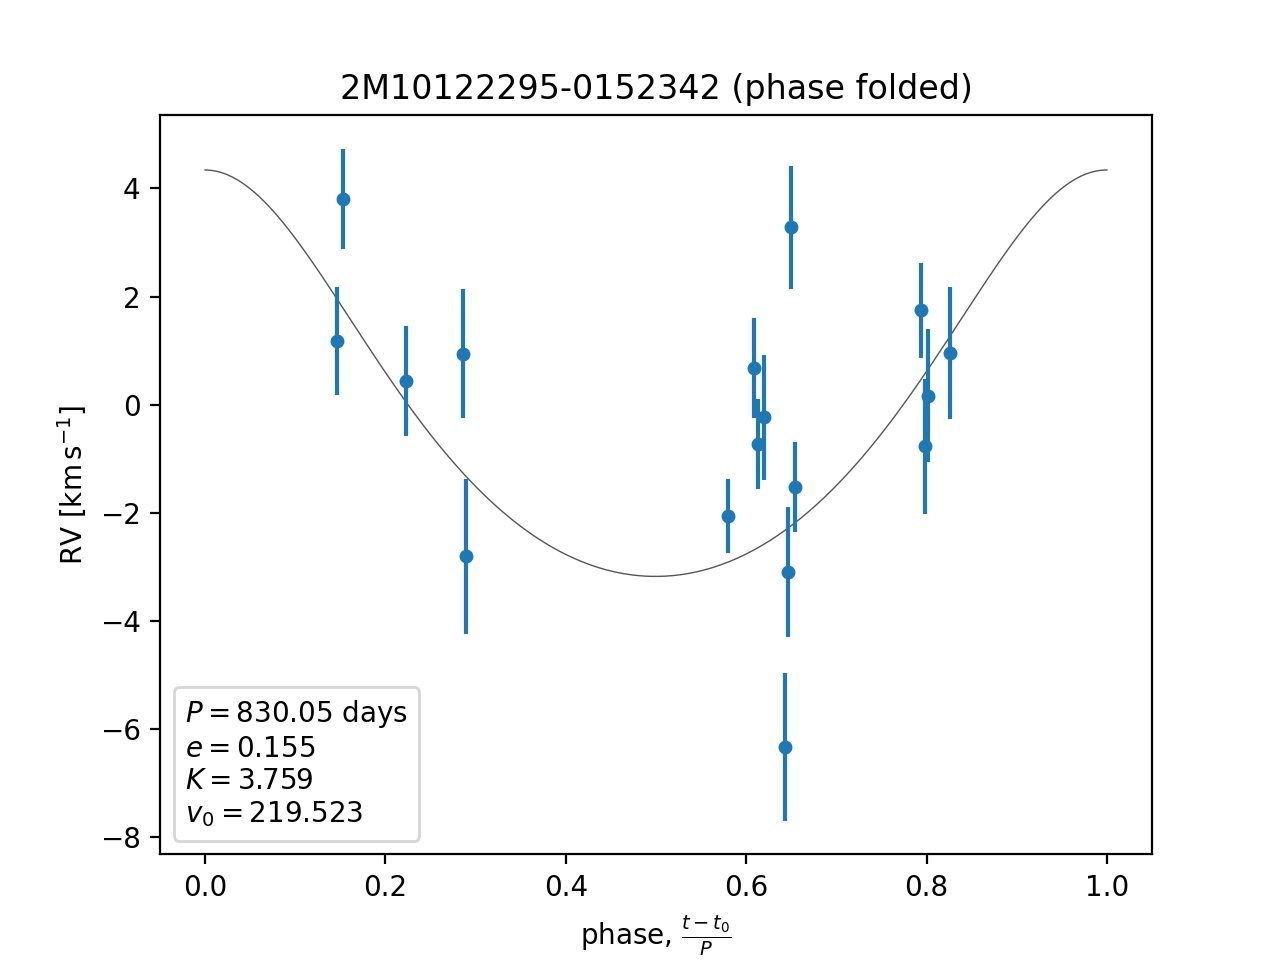 2M10122295-0152342 (phase folded)
RV [km s⁻¹]
4
2
0
−2
−4
−6
−8
P = 830.05 days
e = 0.155
K = 3.759
v₀ = 219.523
0.0 0.2 0.4 0.6 0.8 1.0
phase, (t − t₀)/P